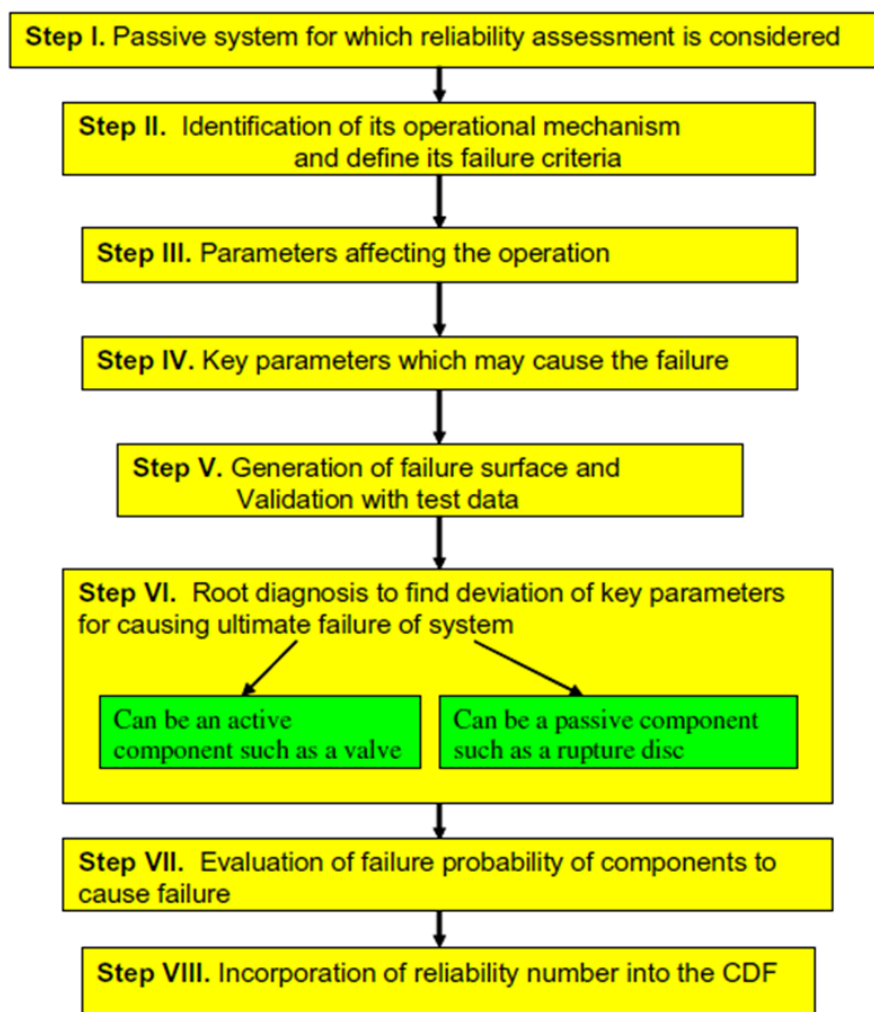 Step I. Passive system for which reliability assessment is considered
Step II. Identification of its operational mechanism
and define its failure criteria
Step III. Parameters affecting the operation
Step IV. Key parameters which may cause the failure
Step V. Generation of failure surface and
Validation with test data
Step VI. Root diagnosis to find deviation of key parameters
for causing ultimate failure of system
Can be an active
component such as a valve
Can be a passive component
such as a rupture disc
Step VII. Evaluation of failure probability of components to
cause failure
Step VIII. Incorporation of reliability number into the CDF